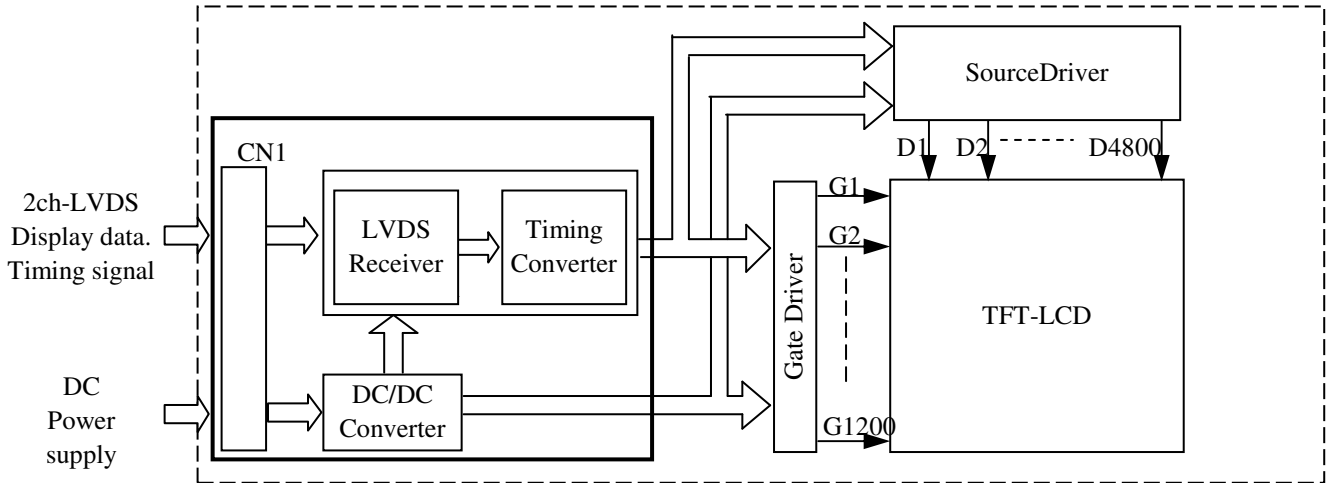 SourceDriver
D1
D2
D4800
CN1
2ch-LVDS
Display data.
Timing signal
LVDS
Receiver
Timing
Converter
G1
G2
Gate Driver
TFT-LCD
DC
Power
supply
DC/DC
Converter
G1200